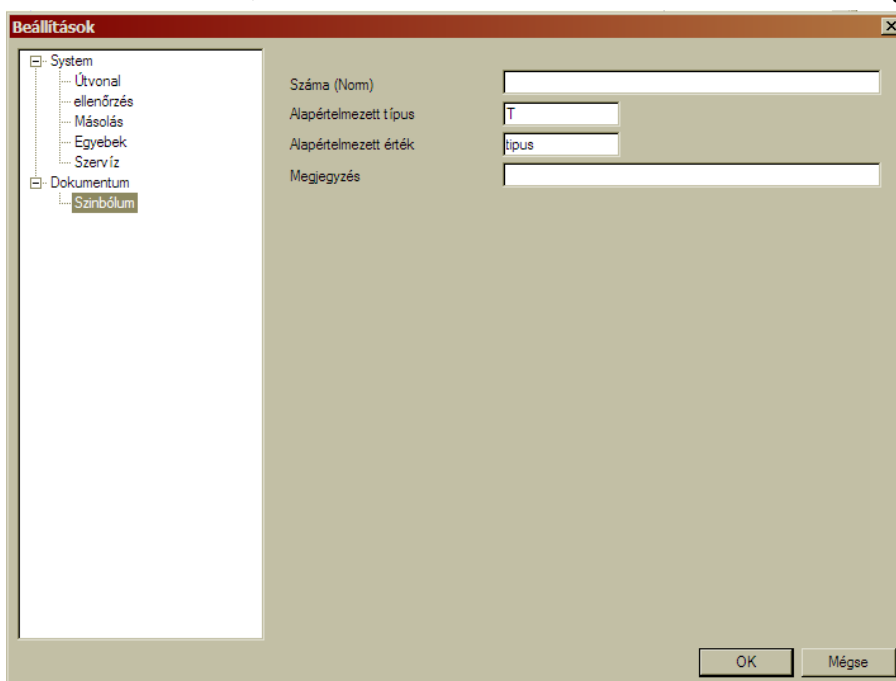 Beállítások
System
Útvonal
ellenőrzés
Másolás
Egyebek
Szervíz
Dokumentum
Szinbólum
Száma (Norm)
Alapértelmezett típus T
Alapértelmezett érték tipus
Megjegyzés
OK Mégse